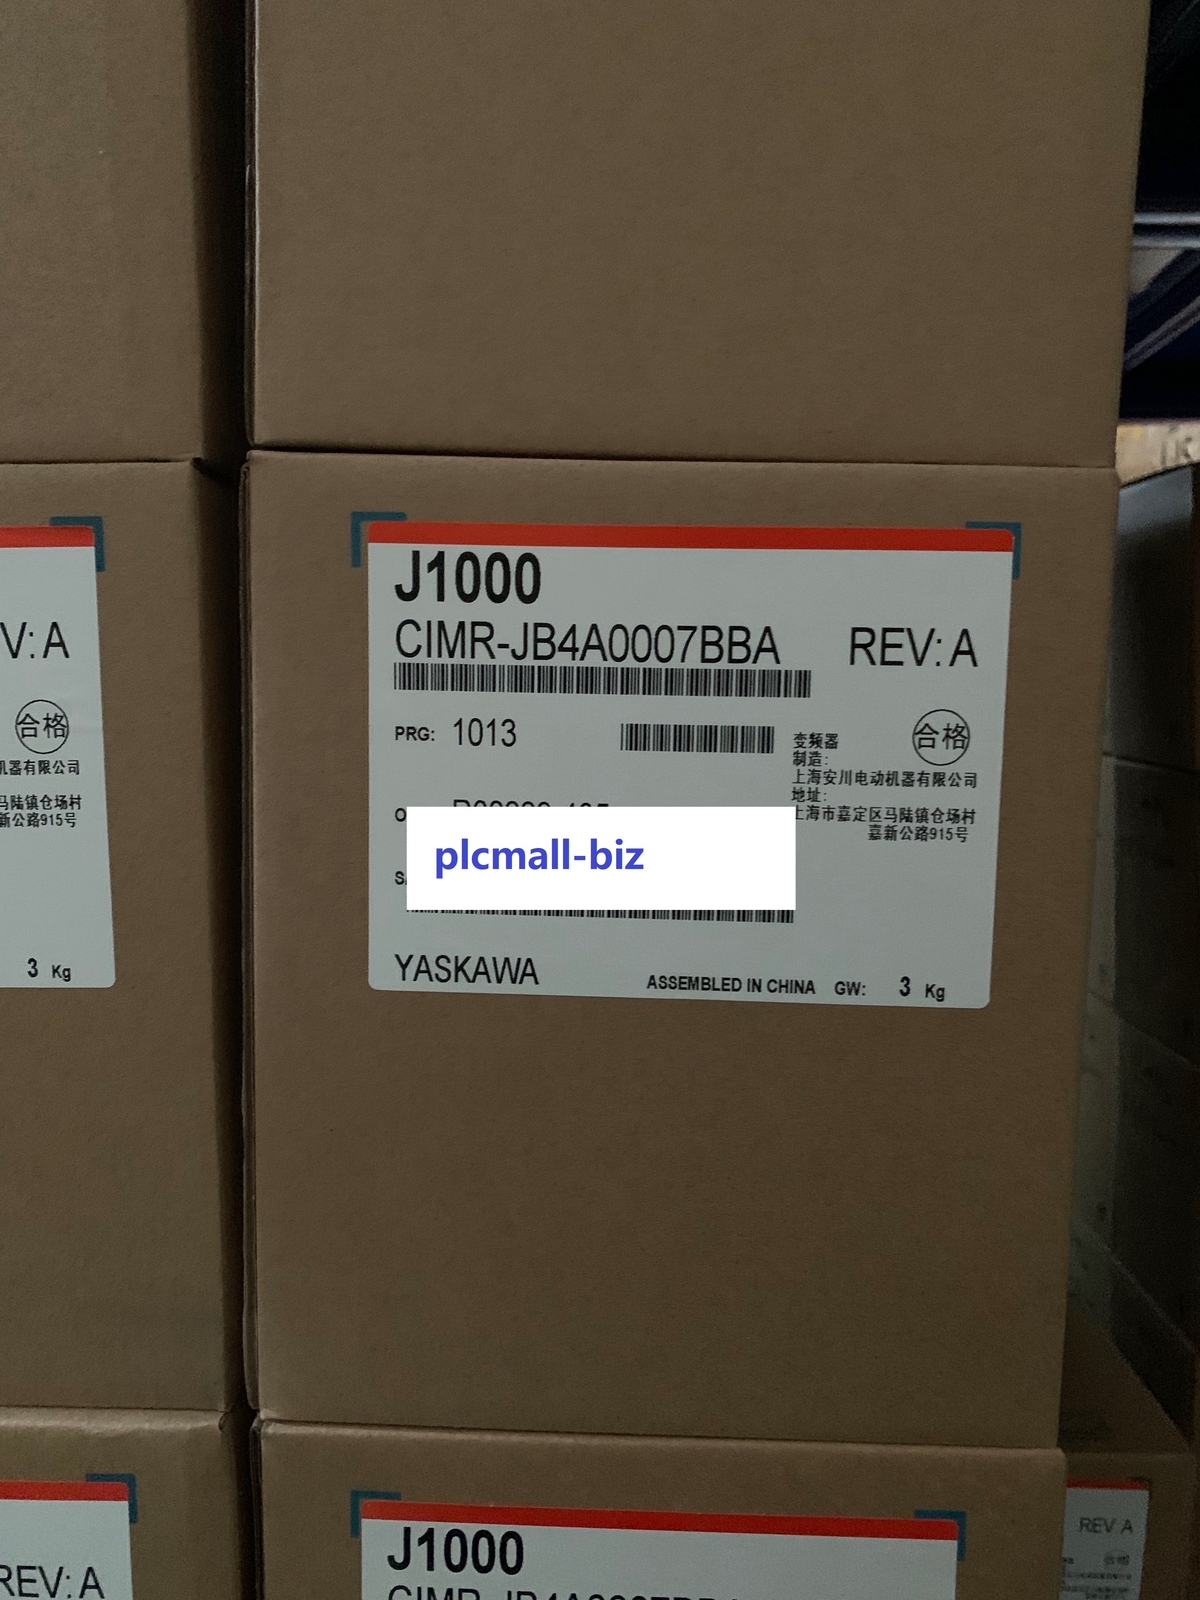 J1000
CIMR-JB4A0007BBA REV: A
PRG: 1013
变频器
合格
制造:
上海安川电动机器有限公司
地址:
上海市嘉定区马陆镇仓场村
嘉新公路915号
plcmall-biz
YASKAWA
ASSEMBLED IN CHINA GW: 3 Kg
V: A
合格
机器有限公司
马陆镇仓场村
新公路915号
3 Kg
REV: A
J1000
REV A